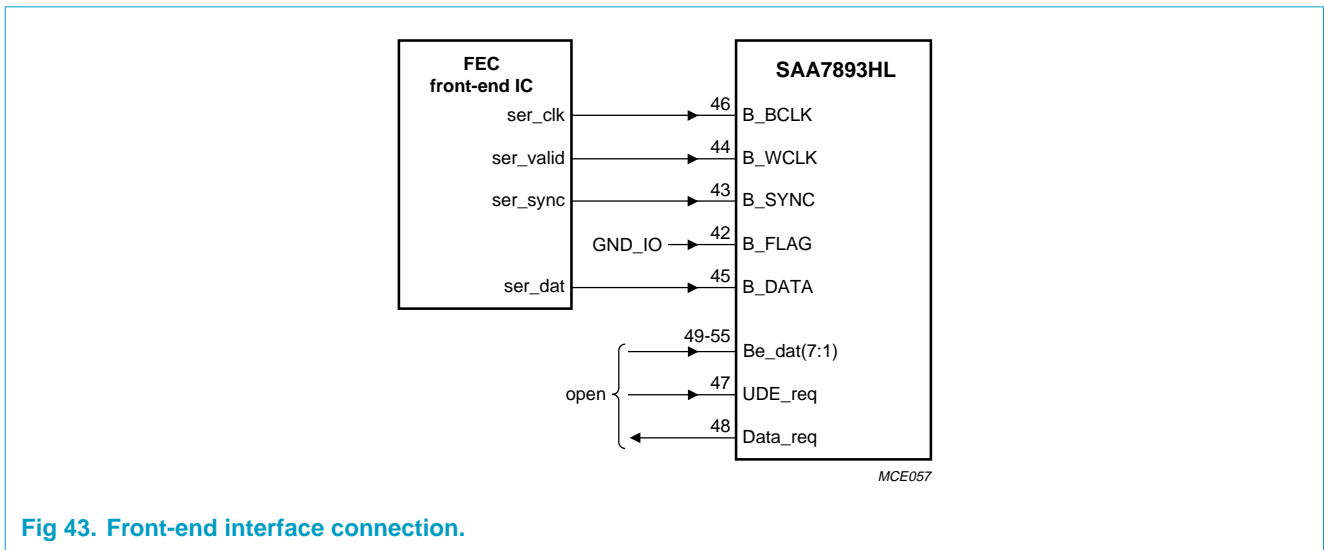 FEC
front-end IC
SAA7893HL
ser_clk 46 B_BCLK
ser_valid 44 B_WCLK
ser_sync 43 B_SYNC
GND_IO 42 B_FLAG
ser_dat 45 B_DATA
49-55 Be_dat(7:1)
open 47 UDE_req
48 Data_req
MCE057
Fig 43. Front-end interface connection.